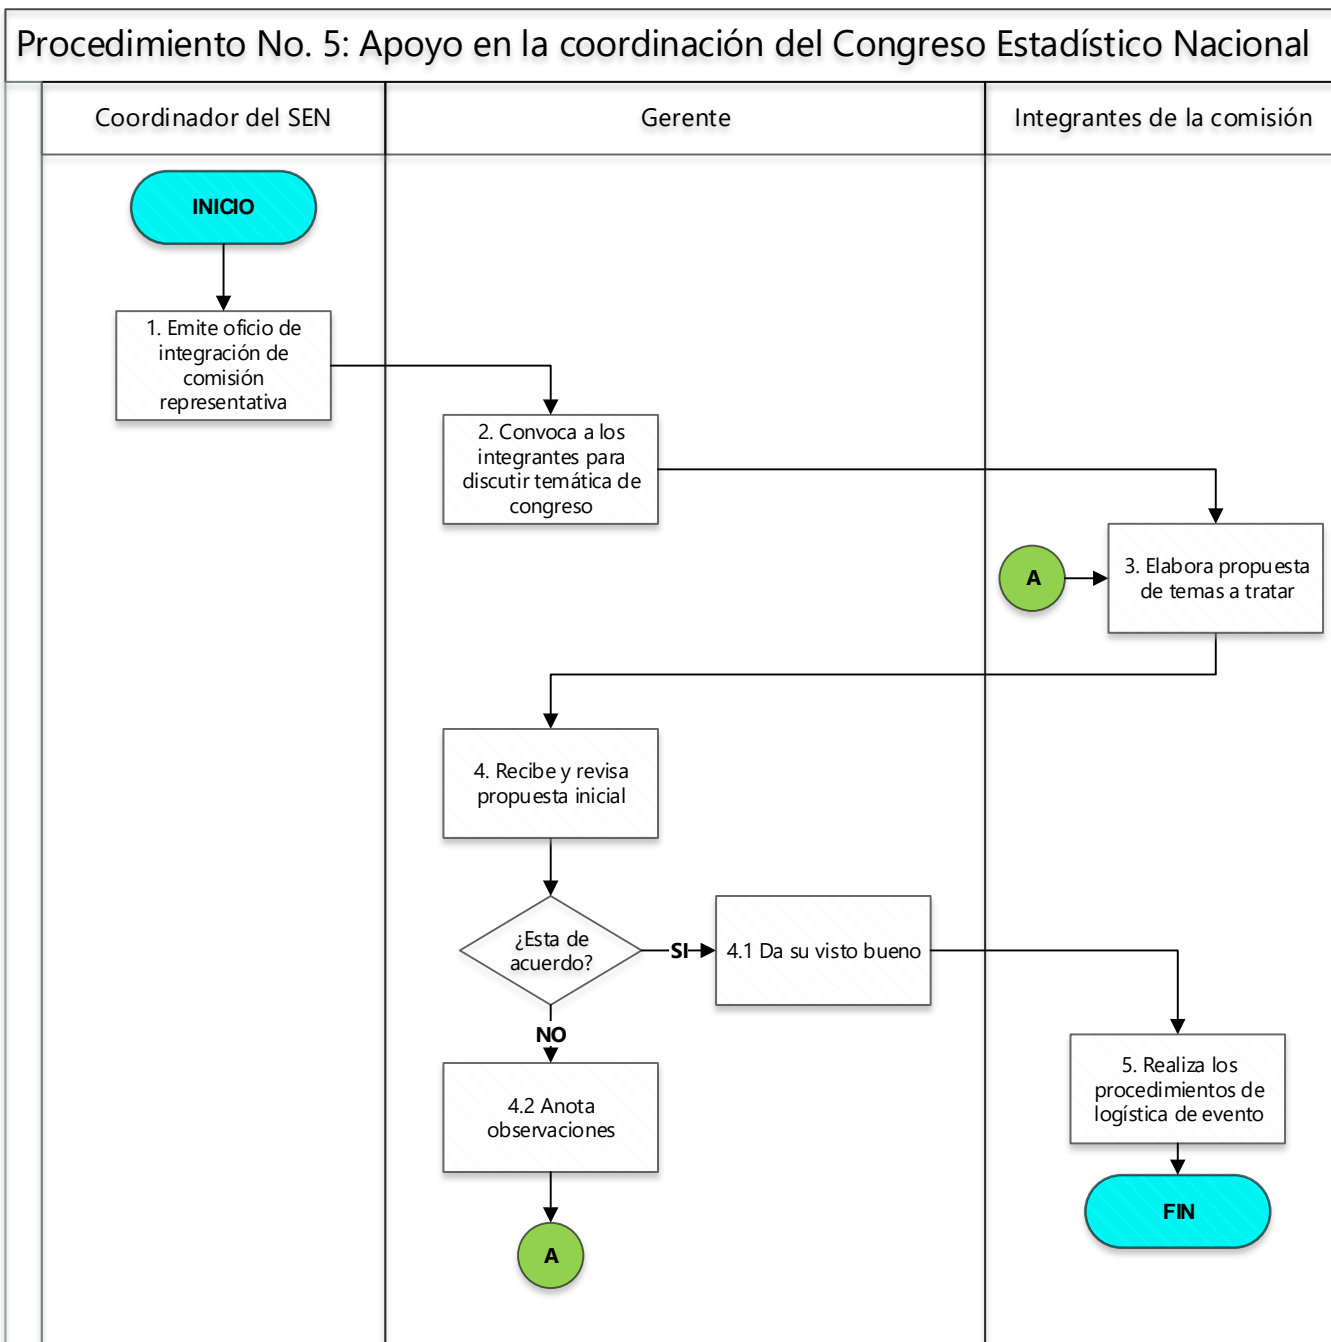 Procedimiento No. 5: Apoyo en la coordinación del Congreso Estadístico Nacional
Coordinador del SEN
Gerente
Integrantes de la comisión
INICIO
1. Emite oficio de
integración de
comisión
representativa
2. Convoca a los
integrantes para
discutir temática de
congreso
A
3. Elabora propuesta
de temas a tratar
4. Recibe y revisa
propuesta inicial
¿Esta de
acuerdo?
SI
4.1 Da su visto bueno
NO
4.2 Anota
observaciones
A
5. Realiza los
procedimientos de
logística de evento
FIN